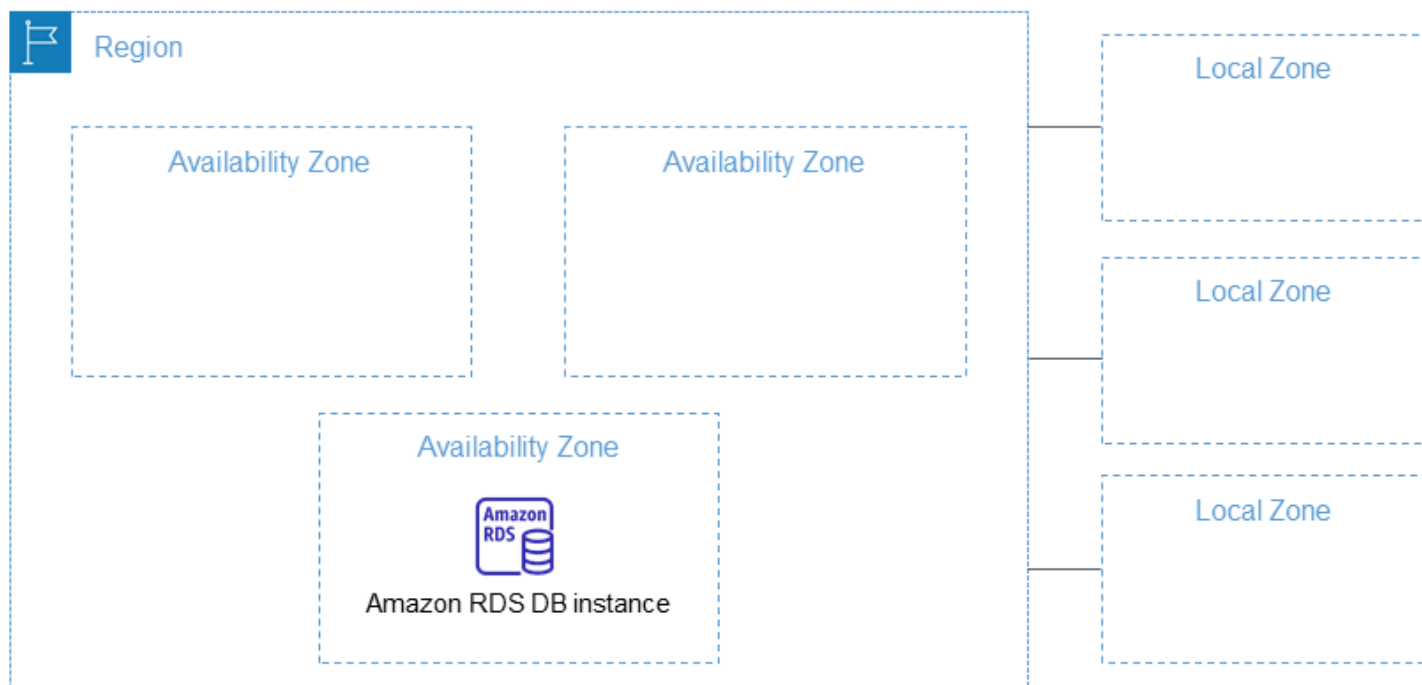 Region
Local Zone
Availability Zone
Availability Zone
Local Zone
Availability Zone
Local Zone
Amazon
RDS
Amazon RDS DB instance